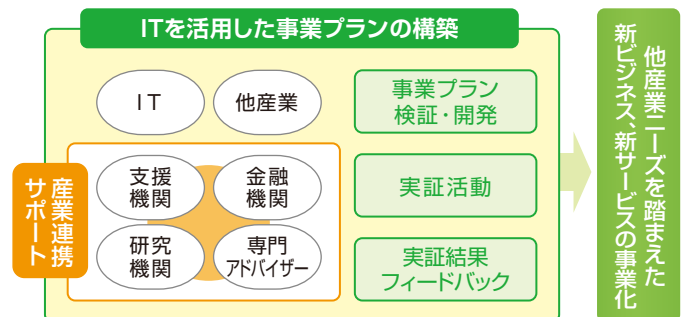 ITを活用した事業プランの構築
IT
他産業
事業プラン
検証・開発
産業連携
サポート
支援
機関
金融
機関
実証活動
研究
機関
専門
アドバイザー
実証結果
フィードバック
他産業ニーズを踏まえた
新ビジネス、新サービスの事業化